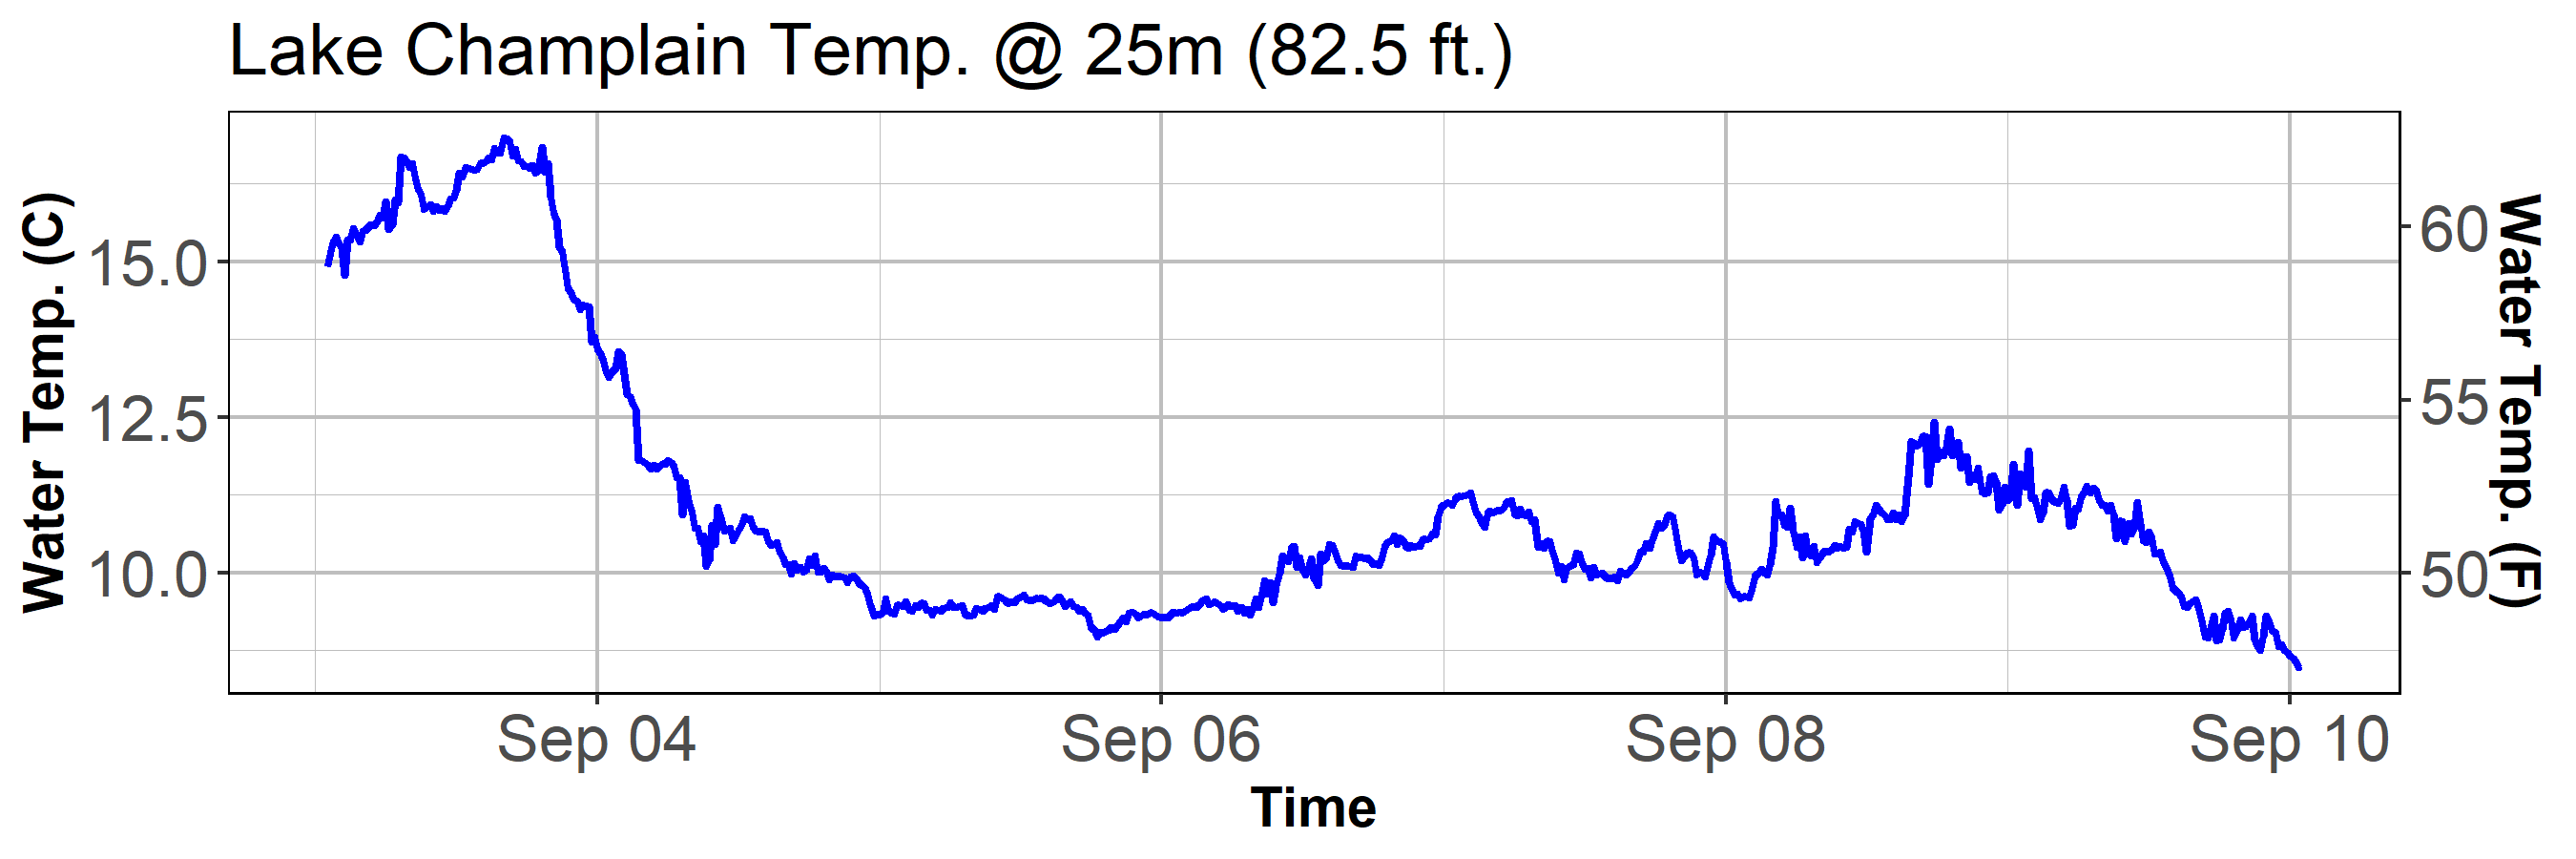 Lake Champlain Temp. @ 25m (82.5 ft.)
Water Temp. (C)
15.0
12.5
10.0
60
55
50
Water Temp. (F)
Sep 04
Sep 06
Sep 08
Sep 10
Time